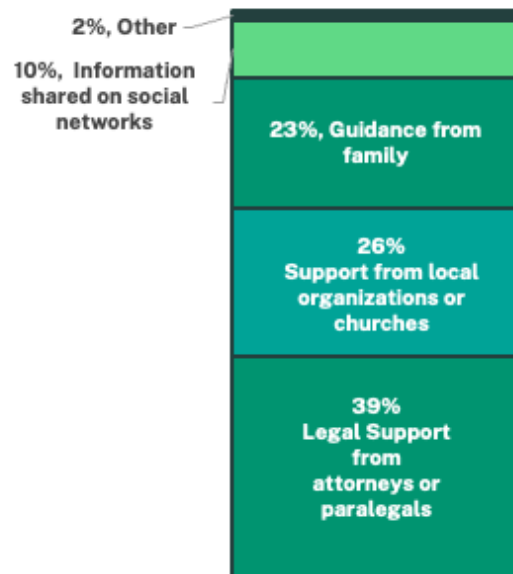 2%, Other
10%, Information
shared on social
networks
23%, Guidance from
family
26%
Support from local
organizations or
churches
39%
Legal Support
from
attorneys or
paralegals